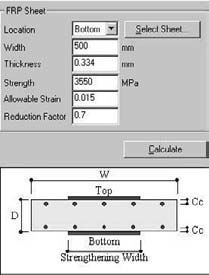 FRP Sheet
Location Bottom Select Sheet...
Width 500 mm
Thickness 0.334 mm
Strength 3550 MPa
Allowable Strain 0.015
Reduction Factor 0.7
Calculate
W
Top
Cc
D
Cc
Bottom
Strengthening Width